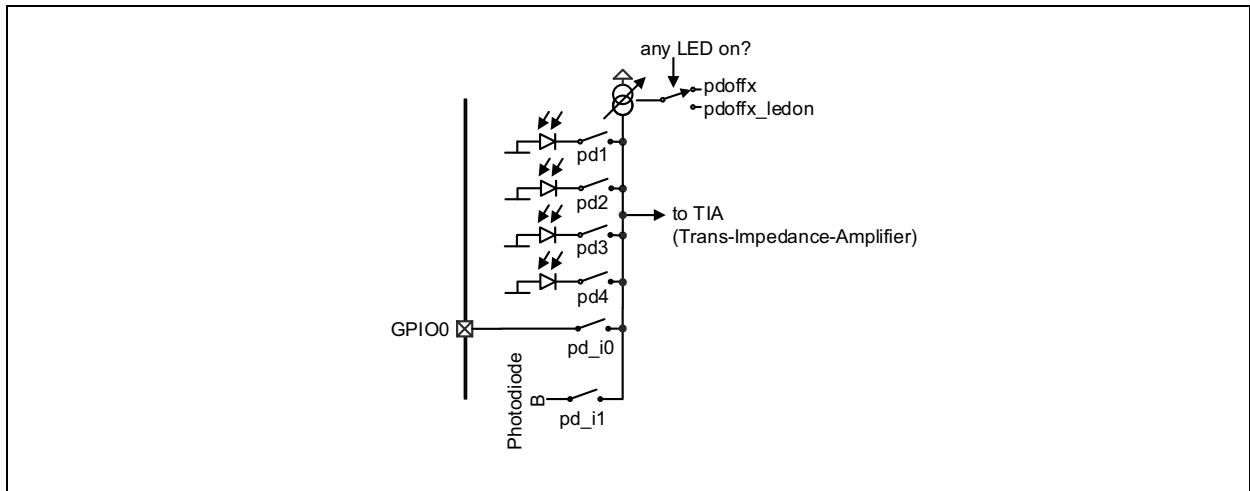 any LED on?
pdoffx
pdoffx_ledon
pd1
pd2
to TIA
(Trans-Impedance-Amplifier)
pd3
pd4
GPIO0
pd_i0
Photodiode
B
pd_i1